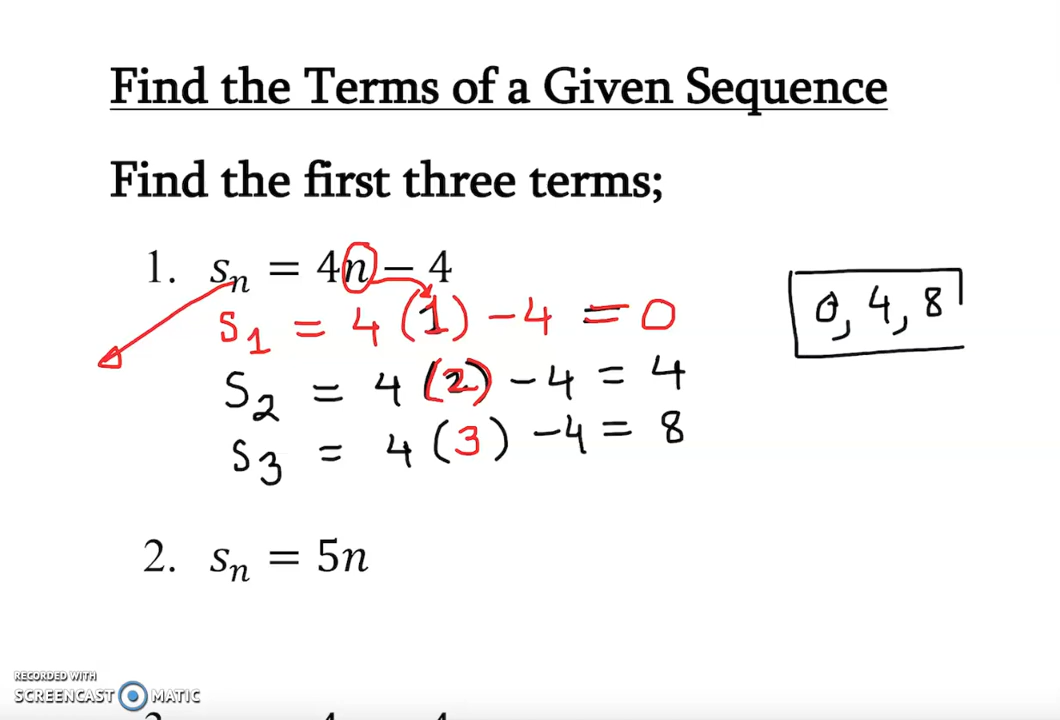 Find the Terms of a Given Sequence
Find the first three terms;
1. sₙ = 4n − 4
S₁ = 4 (1) − 4 = 0
S₂ = 4 (2) − 4 = 4
S₃ = 4 (3) − 4 = 8
0, 4, 8
2. sₙ = 5n
RECORDED WITH
SCREENCAST MATIC